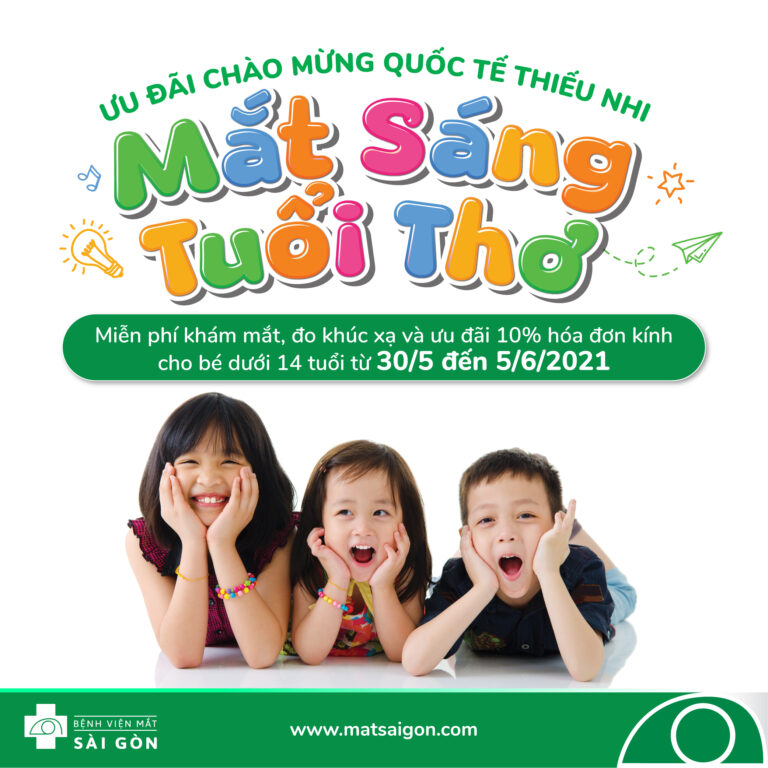 ƯU ĐÃI CHÀO MỪNG QUỐC TẾ THIẾU NHI
Mắt Sáng
Tuổi Thơ
Miễn phí khám mắt, đo khúc xạ và ưu đãi 10% hóa đơn kính
cho bé dưới 14 tuổi từ 30/5 đến 5/6/2021
BỆNH VIỆN MẮT
SÀI GÒN
www.matsaigon.com